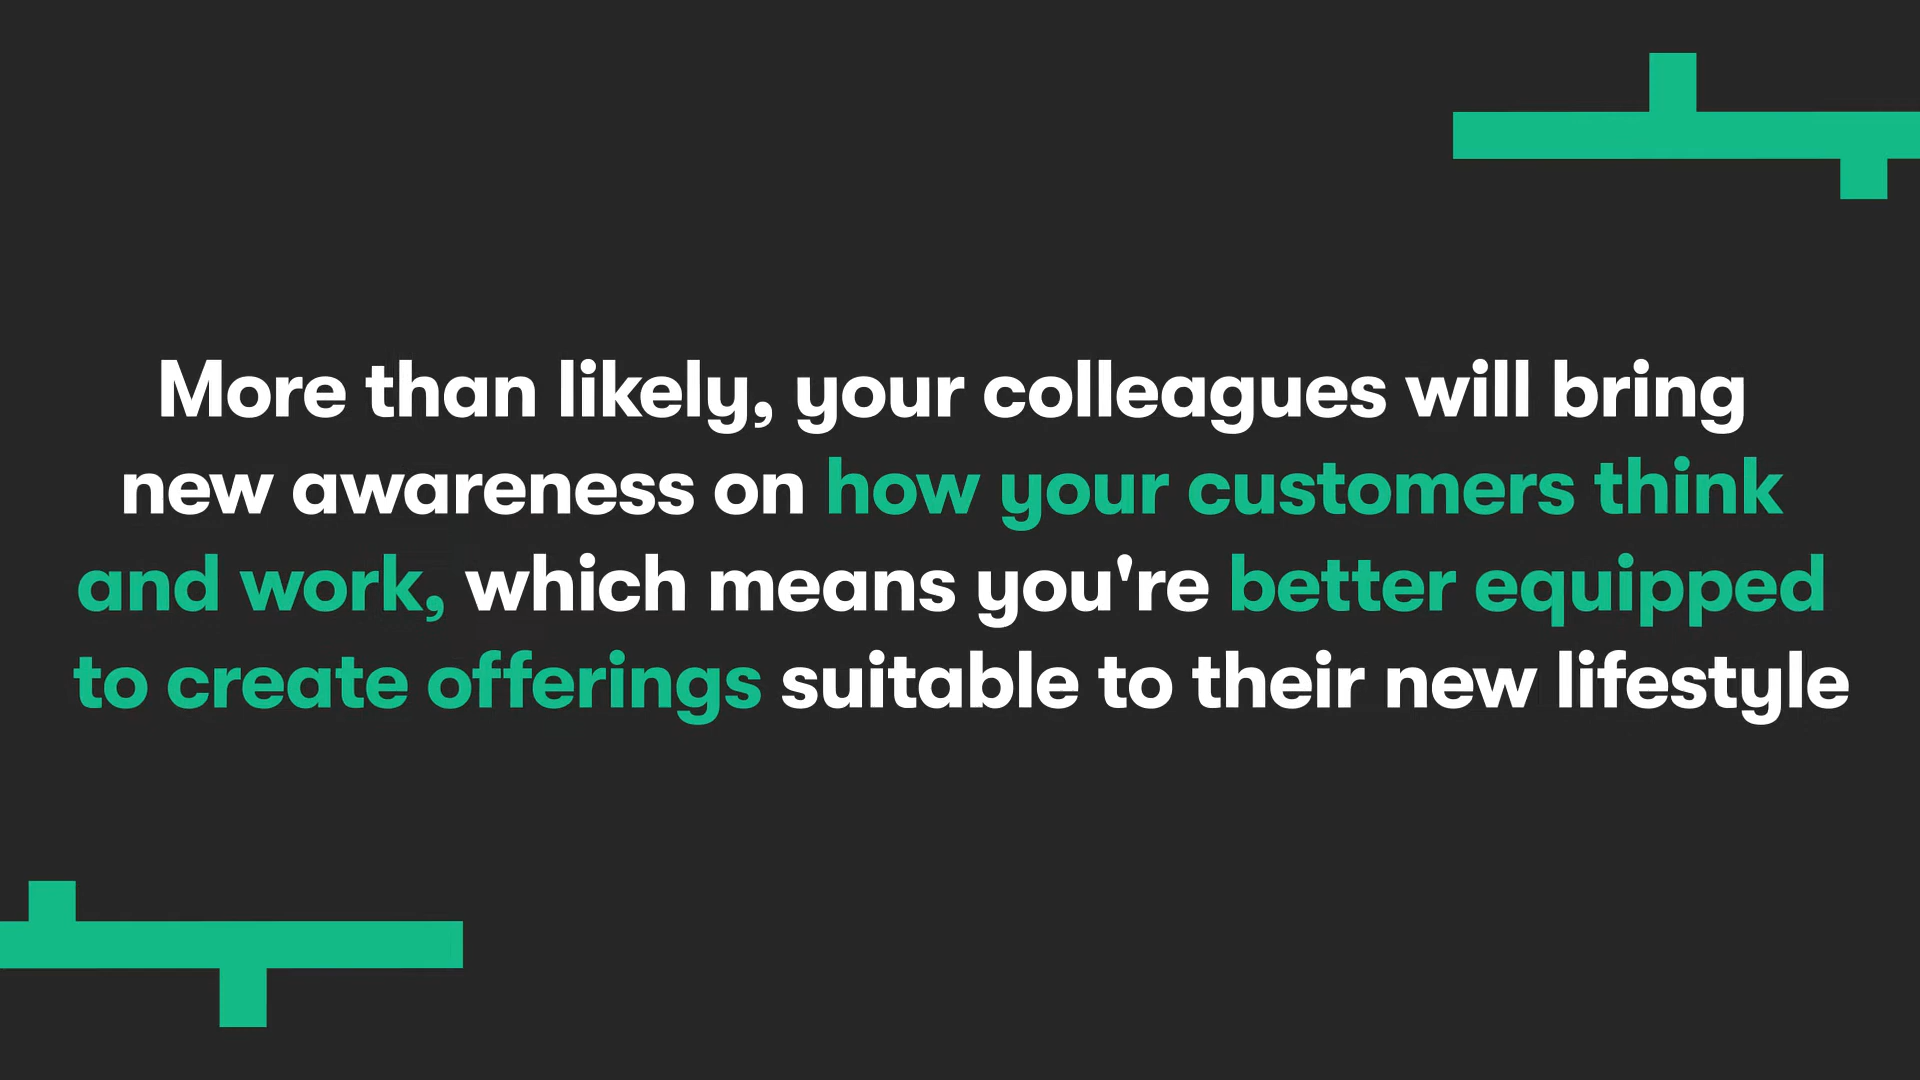 More than likely, your colleagues will bring
new awareness on how your customers think
and work, which means you're better equipped
to create offerings suitable to their new lifestyle